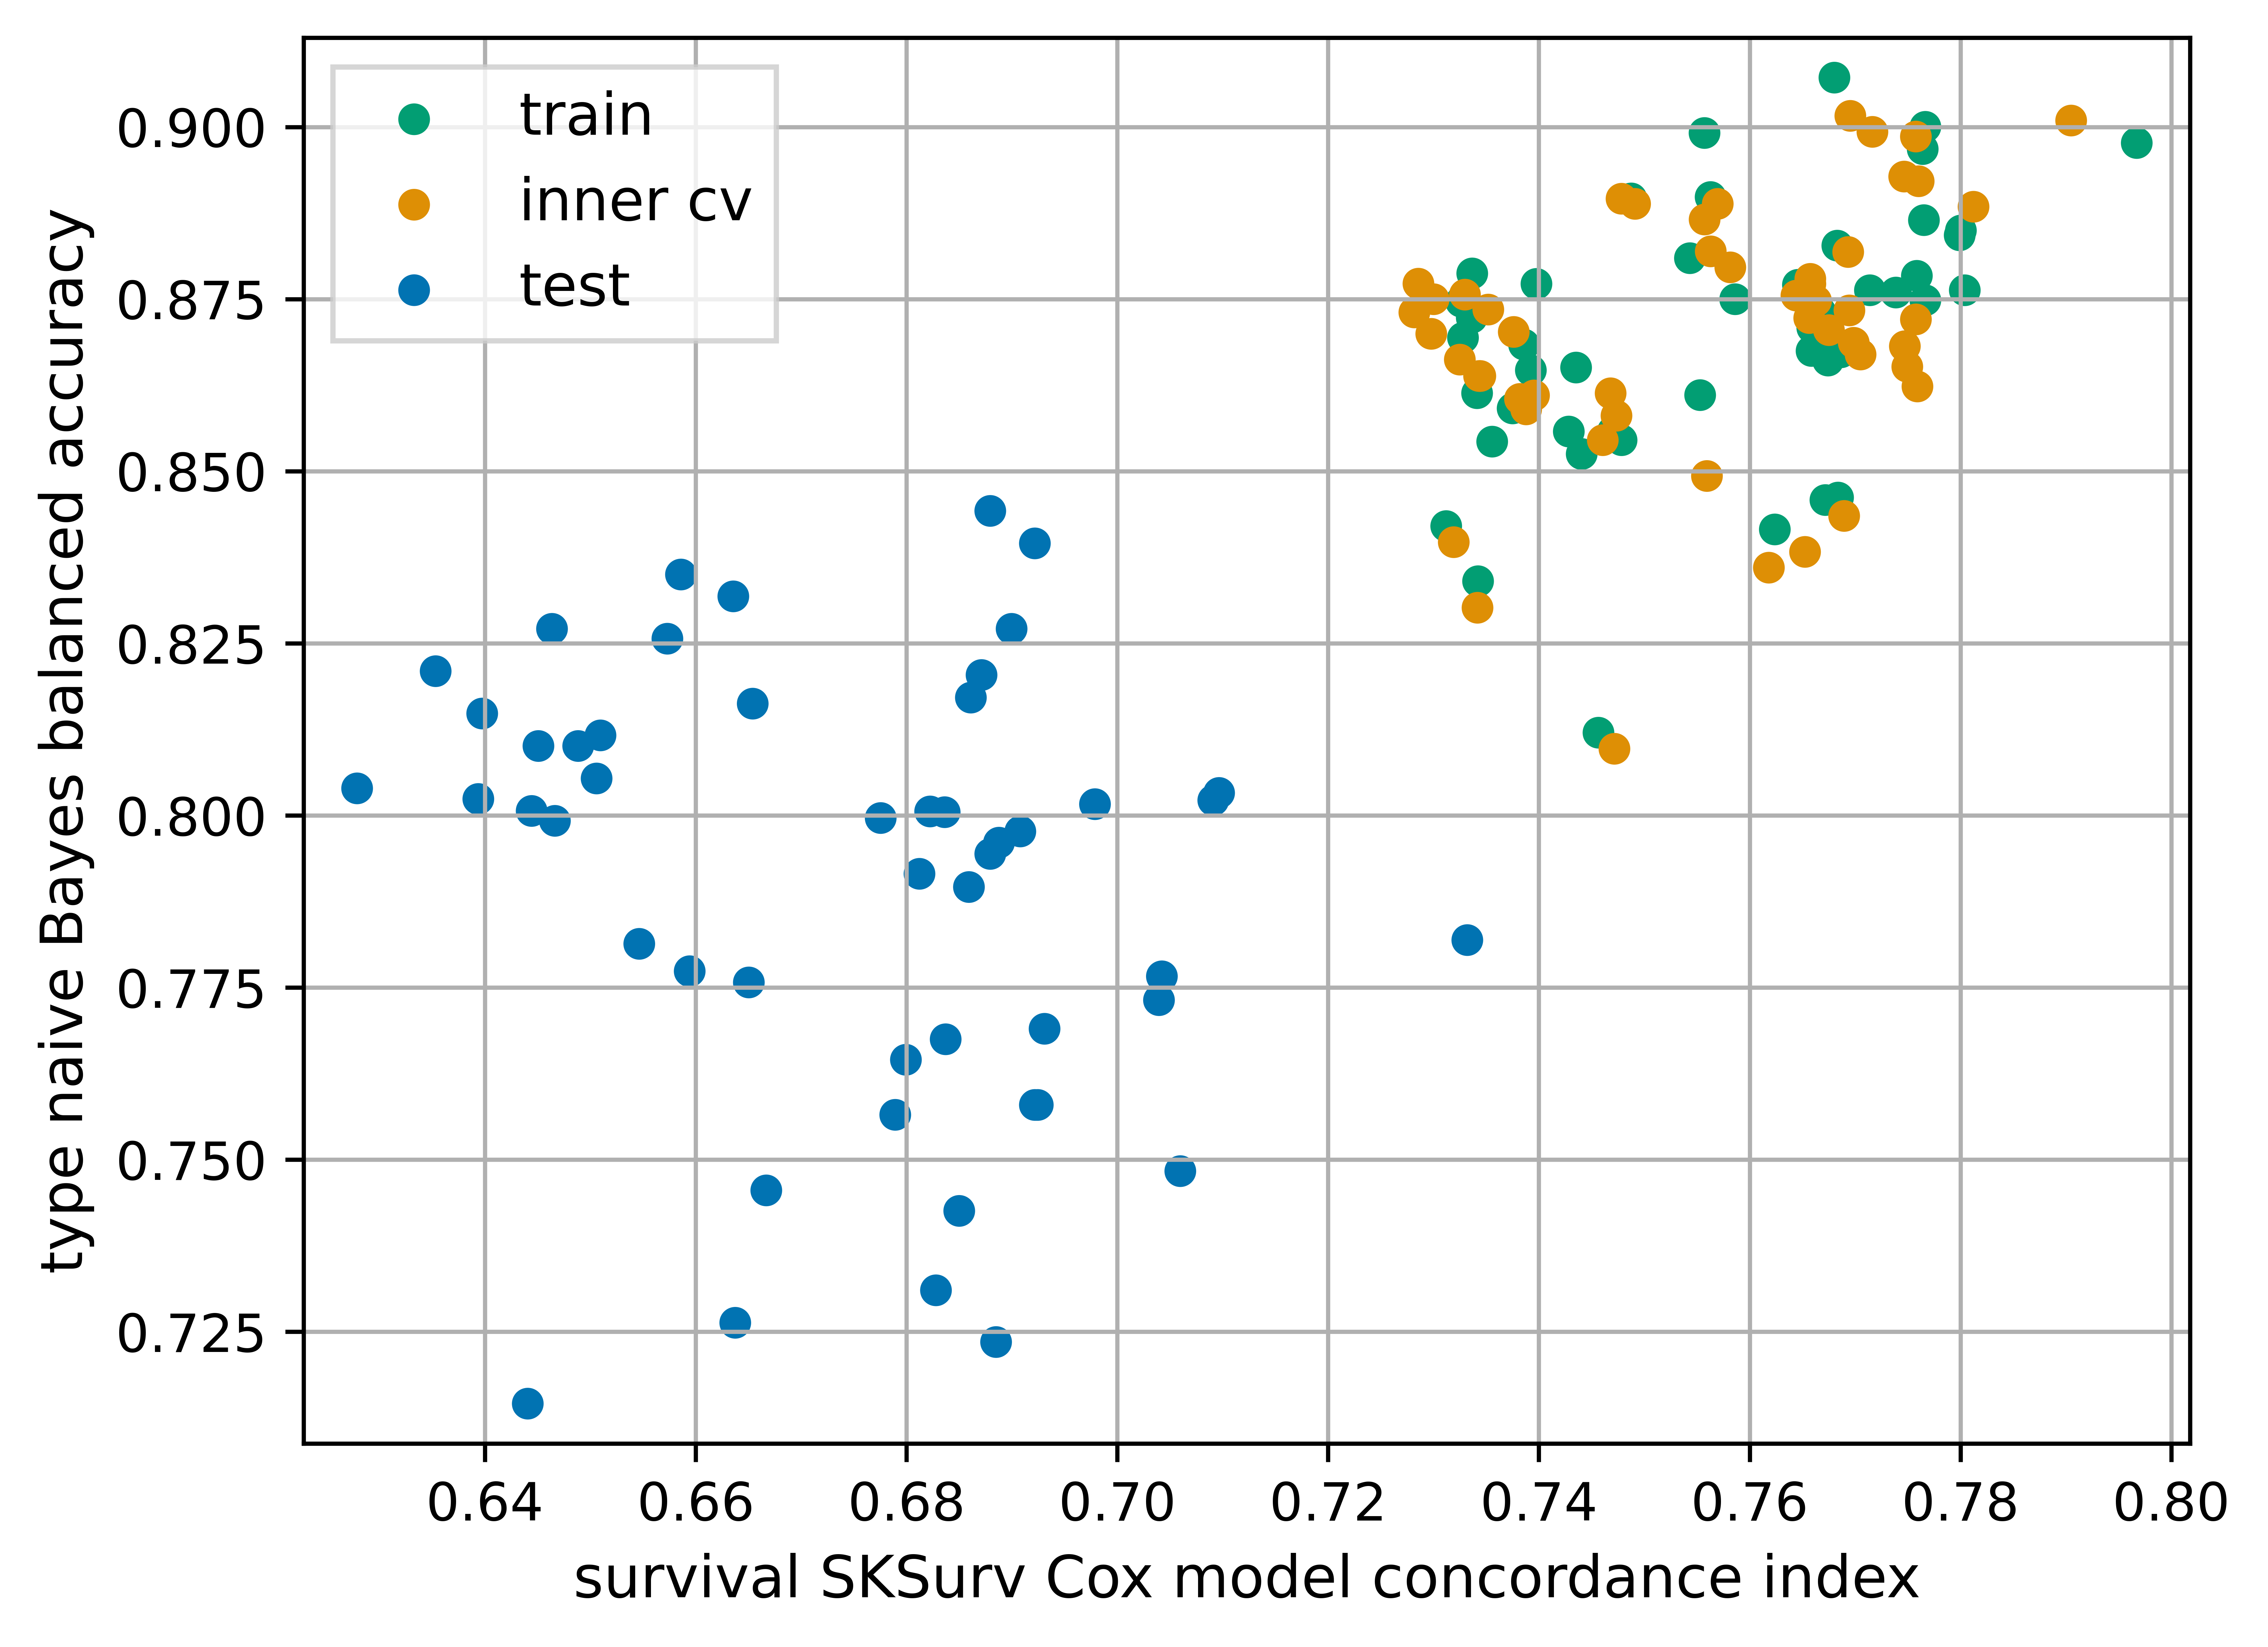 train
inner cv
test
type naive Bayes balanced accuracy
0.900
0.875
0.850
0.825
0.800
0.775
0.750
0.725
0.64 0.66 0.68 0.70 0.72 0.74 0.76 0.78 0.80
survival SKSurv Cox model concordance index